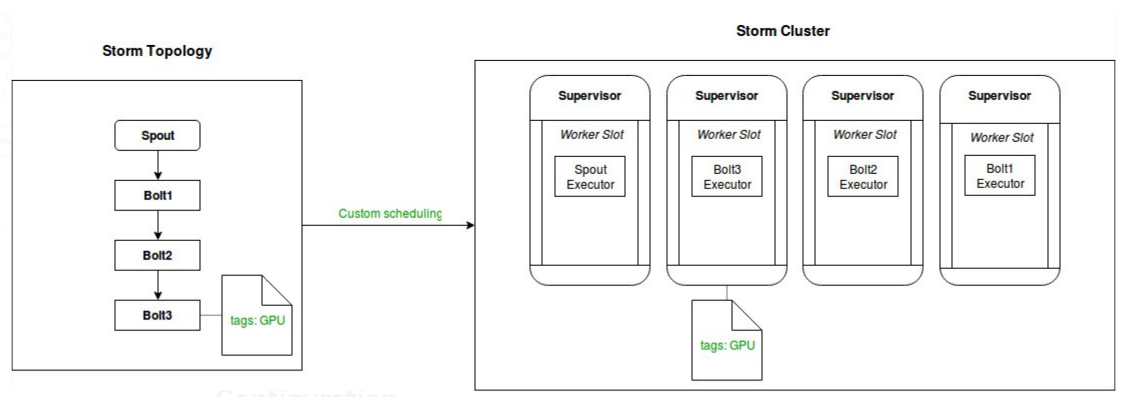 Storm Topology
Spout
Bolt1
Bolt2
Bolt3
tags: GPU
Custom scheduling
Storm Cluster
Supervisor
Worker Slot
Spout
Executor
Supervisor
Worker Slot
Bolt3
Executor
tags: GPU
Supervisor
Worker Slot
Bolt2
Executor
Supervisor
Worker Slot
Bolt1
Executor